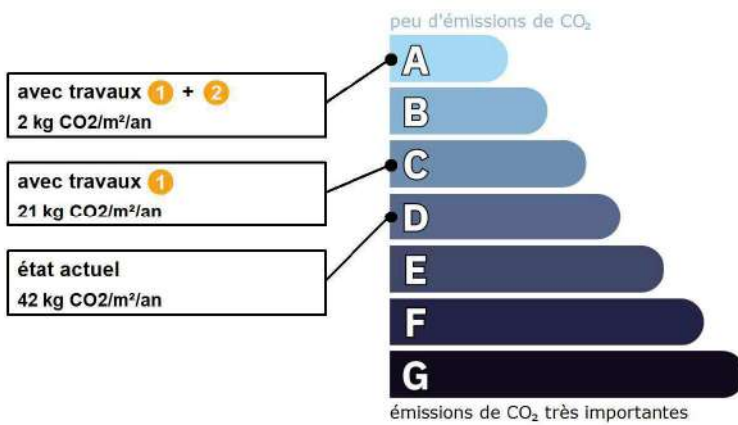 peu d'émissions de CO₂
A
avec travaux 1 + 2
2 kg CO2/m²/an
B
C
avec travaux 1
21 kg CO2/m²/an
D
état actuel
42 kg CO2/m²/an
E
F
G
émissions de CO₂ très importantes